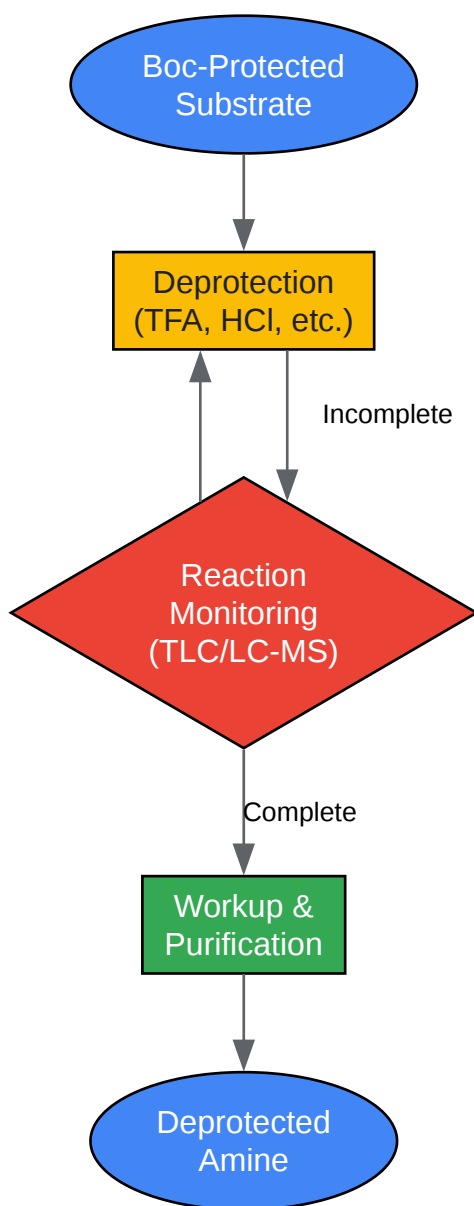 Boc-Protected
Substrate
Deprotection
(TFA, HCl, etc.)
Incomplete
Reaction
Monitoring
(TLC/LC-MS)
Complete
Workup &
Purification
Deprotected
Amine